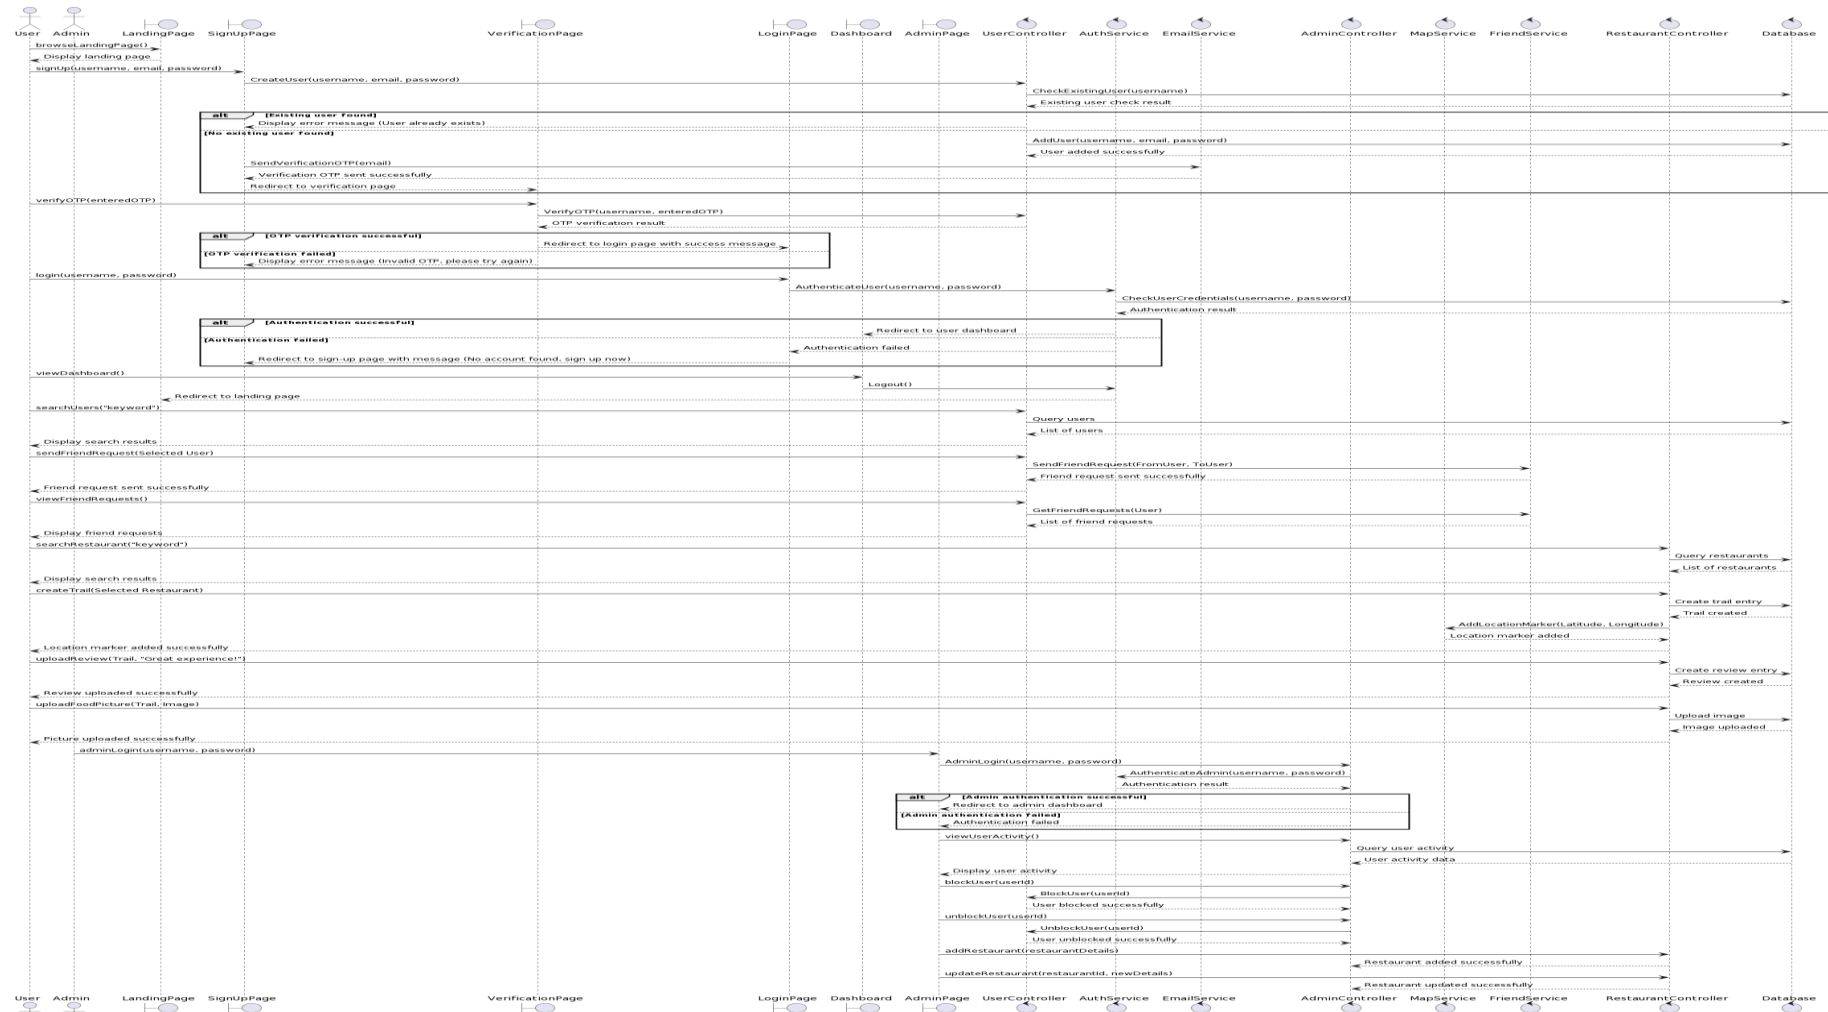 User Admin LandingPage SignUpPage VerificationPage LoginPage Dashboard AdminPage UserController AuthService EmailService AdminController MapService FriendService RestaurantController Database
browseLandingPage()
Display landing page
signUp(username, email, password)
CreateUser(username, email, password)
CheckExistingUser(username)
Existing user check result
alt [Existing user found]
Display error message (User already exists)
[No existing user found]
AddUser(username, email, password)
User added successfully
SendVerificationOTP(email)
Verification OTP sent successfully
Redirect to verification page
verifyOTP(enteredOTP)
VerifyOTP(username, enteredOTP)
OTP verification result
alt [OTP verification successful]
Redirect to login page with success message
[OTP verification failed]
Display error message (Invalid OTP, please try again)
login(username, password)
AuthenticateUser(username, password)
CheckUserCredentials(username, password)
Authentication result
alt [Authentication successful]
Redirect to user dashboard
[Authentication failed]
Authentication failed
Redirect to sign-up page with message (No account found, sign up now)
viewDashboard()
Logout()
Redirect to landing page
searchUsers("keyword")
Query users
List of users
Display search results
sendFriendRequest(Selected User)
SendFriendRequest(FromUser, ToUser)
Friend request sent successfully
Friend request sent successfully
viewFriendRequests()
GetFriendRequests(User)
List of friend requests
Display friend requests
searchRestaurant("keyword")
Query restaurants
List of restaurants
Display search results
createTrail(Selected Restaurant)
Create trail entry
Trail created
AddLocationMarker(Latitude, Longitude)
Location marker added
Location marker added successfully
uploadReview(Trail, "Great experience!")
Create review entry
Review created
Review uploaded successfully
uploadFoodPicture(Trail, Image)
Upload image
Image uploaded
Picture uploaded successfully
adminLogin(username, password)
AdminLogin(username, password)
AuthenticateAdmin(username, password)
Authentication result
alt [Admin authentication successful]
Redirect to admin dashboard
[Admin authentication failed]
Authentication failed
viewUserActivity()
Query user activity
User activity data
Display user activity
blockUser(userId)
BlockUser(userId)
User blocked successfully
unblockUser(userId)
UnblockUser(userId)
User unblocked successfully
addRestaurant(restaurantDetails)
Restaurant added successfully
updateRestaurant(restaurantId, newDetails)
Restaurant updated successfully
User Admin LandingPage SignUpPage VerificationPage LoginPage Dashboard AdminPage UserController AuthService EmailService AdminController MapService FriendService RestaurantController Database